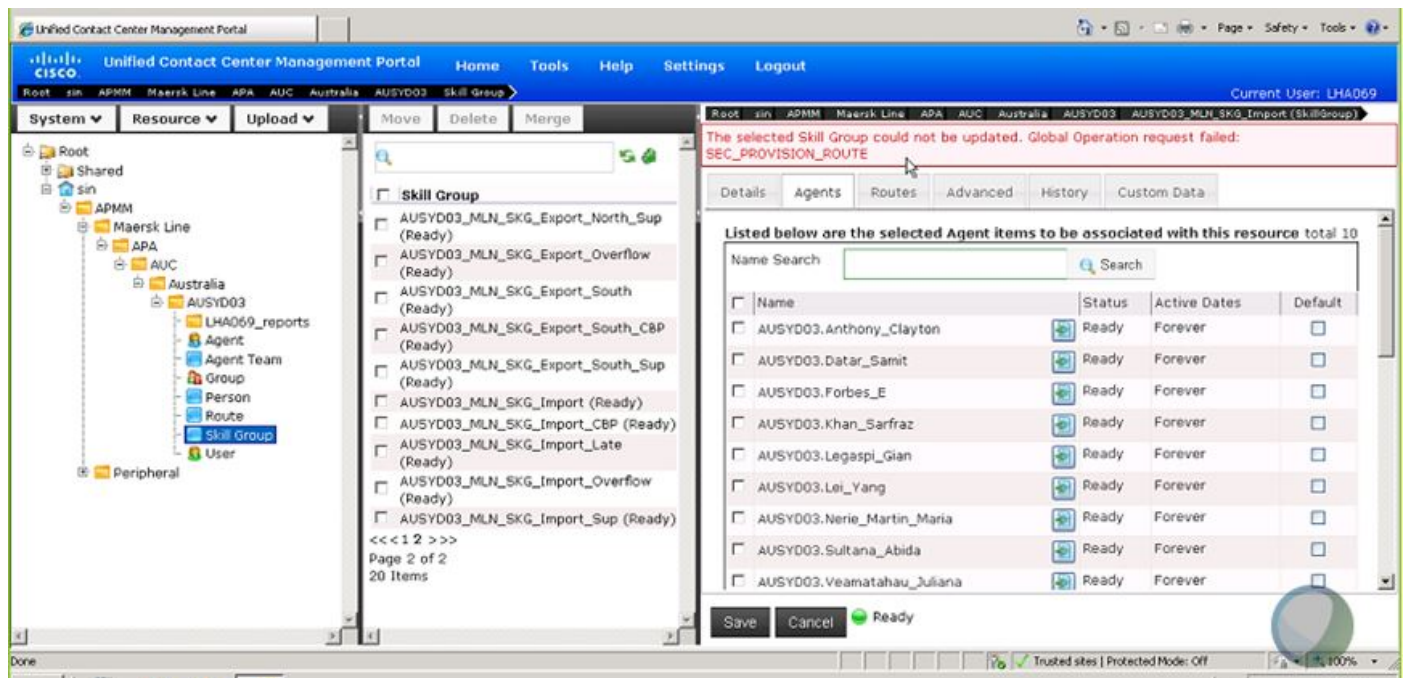 Unified Contact Center Management Portal
Page Safety Tools
CISCO Unified Contact Center Management Portal Home Tools Help Settings Logout
Root sin APMM Maersk Line APA AUC Australia AUSYD03 Skill Group
Current User: LHA069
System Resource Upload
Root
Shared
sin
APMM
Maersk Line
APA
AUC
Australia
AUSYD03
LHA069_reports
Agent
Agent Team
Group
Person
Route
Skill Group
User
Peripheral
Move Delete Merge
Skill Group
AUSYD03_MLN_SKG_Export_North_Sup
(Ready)
AUSYD03_MLN_SKG_Export_Overflow
(Ready)
AUSYD03_MLN_SKG_Export_South
(Ready)
AUSYD03_MLN_SKG_Export_South_CBP
(Ready)
AUSYD03_MLN_SKG_Export_South_Sup
(Ready)
AUSYD03_MLN_SKG_Import (Ready)
AUSYD03_MLN_SKG_Import_CBP (Ready)
AUSYD03_MLN_SKG_Import_Late
(Ready)
AUSYD03_MLN_SKG_Import_Overflow
(Ready)
AUSYD03_MLN_SKG_Import_Sup (Ready)
<<<1 2 >>>
Page 2 of 2
20 Items
Root sin APMM Maersk Line APA AUC Australia AUSYD03 AUSYD03_MLN_SKG_Import (SkillGroup)
The selected Skill Group could not be updated. Global Operation request failed:
SEC_PROVISION_ROUTE
Details Agents Routes Advanced History Custom Data
Listed below are the selected Agent items to be associated with this resource total 10
Name Search Search
Name Status Active Dates Default
AUSYD03.Anthony_Clayton Ready Forever
AUSYD03.Datar_Samit Ready Forever
AUSYD03.Forbes_E Ready Forever
AUSYD03.Khan_Sarfraz Ready Forever
AUSYD03.Legaspi_Gian Ready Forever
AUSYD03.Lei_Yang Ready Forever
AUSYD03.Nerie_Martin_Maria Ready Forever
AUSYD03.Sultana_Abida Ready Forever
AUSYD03.Veamatahau_Juliana Ready Forever
Save Cancel Ready
Done
Trusted sites | Protected Mode: Off
100%